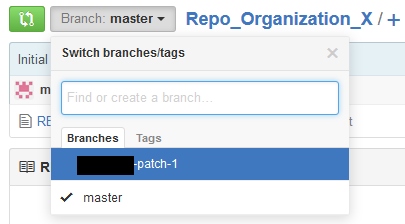 Branch: master Repo_Organization_X / +
Switch branches/tags
Initial
Find or create a branch...
Branches Tags
-patch-1
master